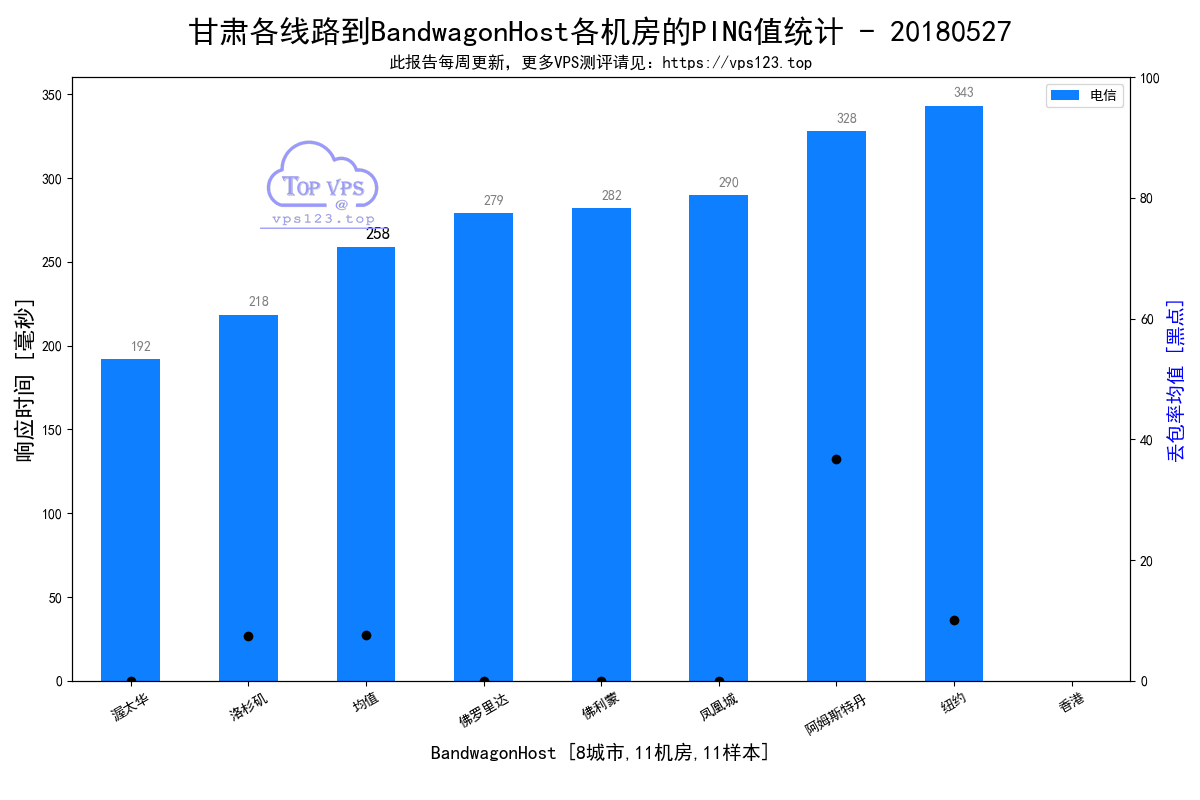 甘肃各线路到BandwagonHost各机房的PING值统计 - 20180527
此报告每周更新，更多VPS测评请见：https://vps123.top
电信
343
328
290
282
279
258
218
192
TOP VPS
@
vps123.top
350
300
250
200
150
100
50
0
响应时间 [毫秒]
100
80
60
40
20
0
丢包率均值 [黑点]
渥太华
洛杉矶
均值
佛罗里达
佛利蒙
凤凰城
阿姆斯特丹
纽约
香港
BandwagonHost [8城市,11机房,11样本]